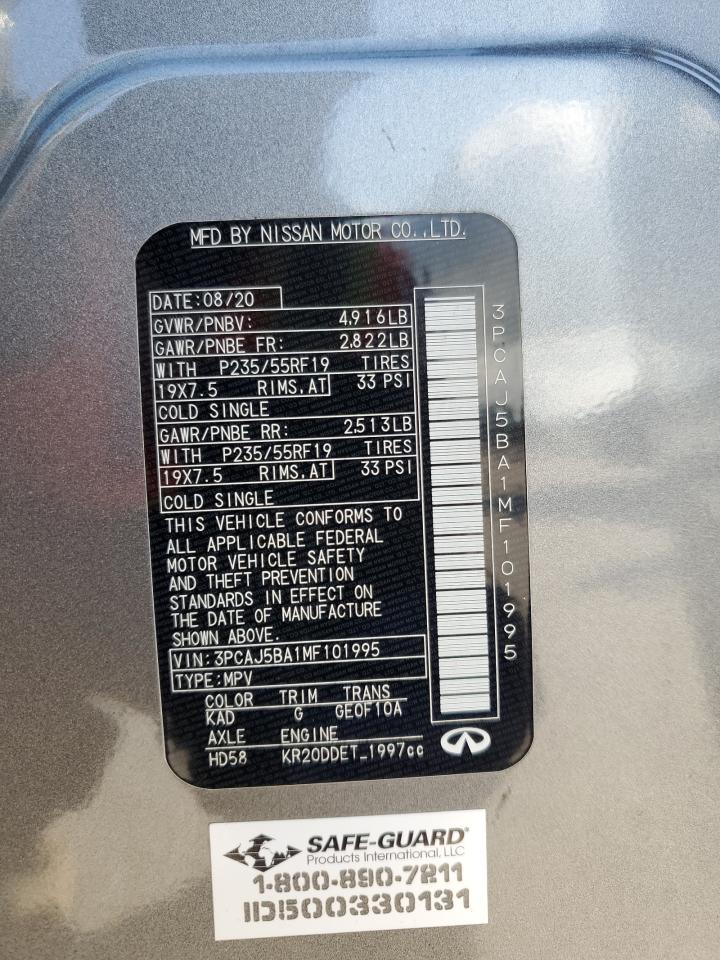 MFD BY NISSAN MOTOR CO.,LTD.
DATE:08/20
GVWR/PNBV: 4,916LB
GAWR/PNBE FR: 2,822LB
WITH P235/55RF19 TIRES
19X7.5 RIMS,AT 33 PSI
COLD SINGLE
GAWR/PNBE RR: 2,513LB
WITH P235/55RF19 TIRES
19X7.5 RIMS,AT 33 PSI
COLD SINGLE
THIS VEHICLE CONFORMS TO
ALL APPLICABLE FEDERAL
MOTOR VEHICLE SAFETY
AND THEFT PREVENTION
STANDARDS IN EFFECT ON
THE DATE OF MANUFACTURE
SHOWN ABOVE.
VIN:3PCAJ5BA1MF101995
TYPE:MPV
COLOR TRIM TRANS
KAD G GE0F10A
AXLE ENGINE
HD58 KR20DDET_1997cc
3PCAJ5BA1MF101995
SAFE-GUARD®
Products International, LLC
1-800-890-7211
IID1500330131